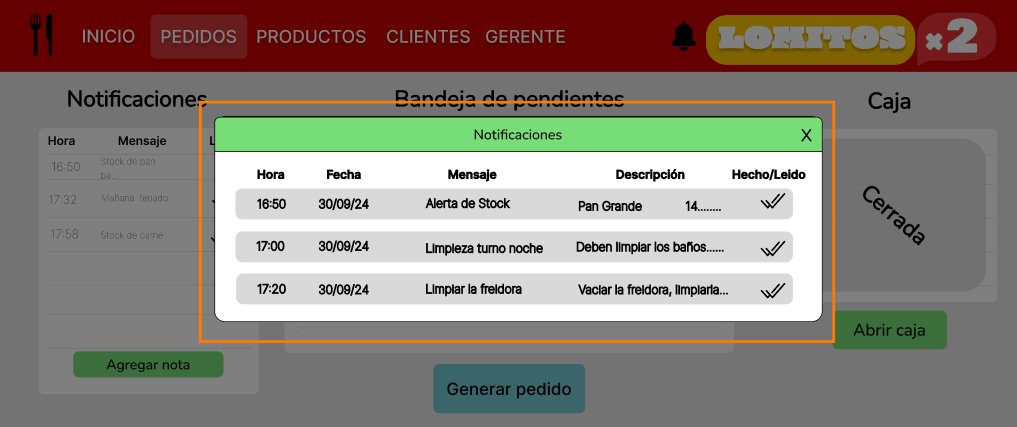 INICIO PEDIDOS PRODUCTOS CLIENTES GERENTE LOMITOS x2
Notificaciones Bandeja de pendientes Caja
Notificaciones X
Hora Mensaje L
16:50 Stock de pan ba...
17:32 Mañana feriado
17:58 Stock de carne
Agregar nota
Hora Fecha Mensaje Descripción Hecho/Leido
16:50 30/09/24 Alerta de Stock Pan Grande 14........
17:00 30/09/24 Limpieza turno noche Deben limpiar los baños......
17:20 30/09/24 Limpiar la freidora Vaciar la freidora, limpiarla...
Cerrada
Abrir caja
Generar pedido